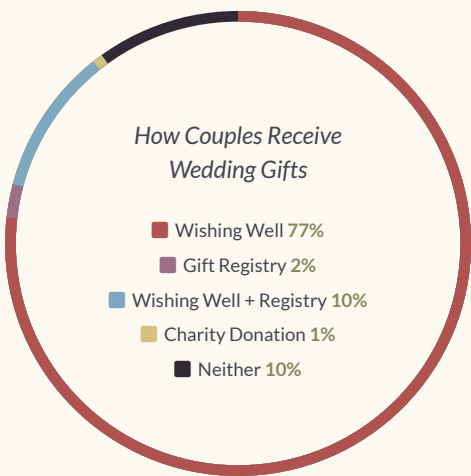 How Couples Receive
Wedding Gifts
Wishing Well 77%
Gift Registry 2%
Wishing Well + Registry 10%
Charity Donation 1%
Neither 10%